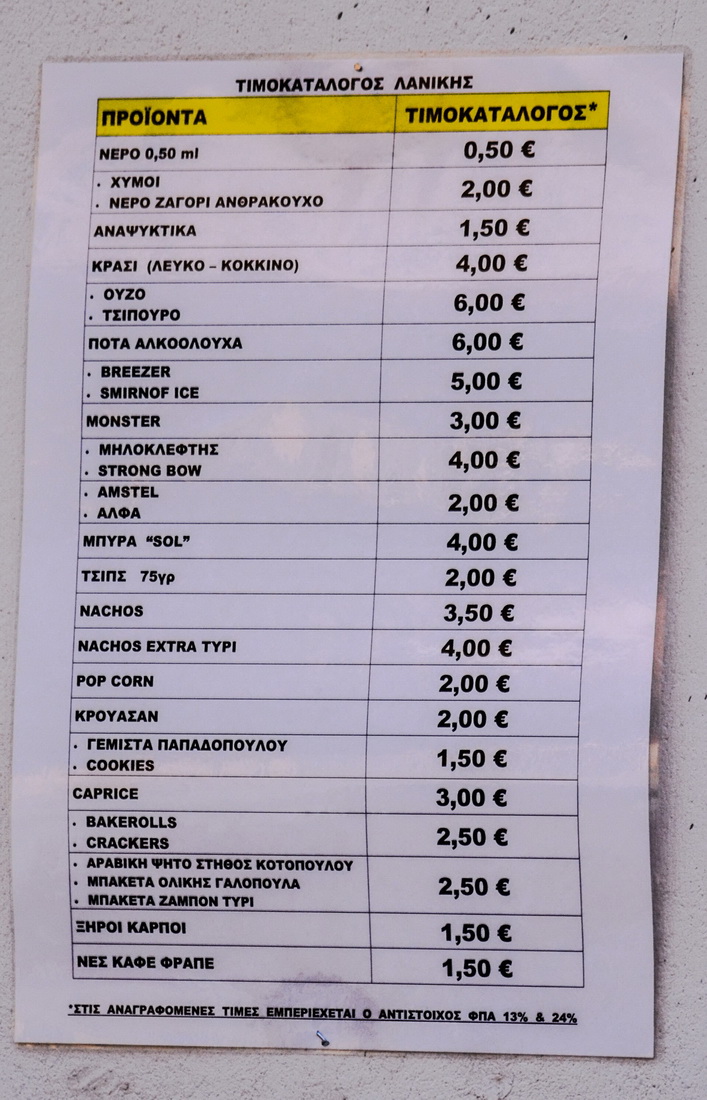 ΤΙΜΟΚΑΤΑΛΟΓΟΣ ΛΑΝΙΚΗΣ
ΠΡΟΪΟΝΤΑ ΤΙΜΟΚΑΤΑΛΟΓΟΣ*
ΝΕΡΟ 0,50 ml 0,50 €
· ΧΥΜΟΙ
· ΝΕΡΟ ΖΑΓΟΡΙ ΑΝΘΡΑΚΟΥΧΟ 2,00 €
ΑΝΑΨΥΚΤΙΚΑ 1,50 €
ΚΡΑΣΙ (ΛΕΥΚΟ – ΚΟΚΚΙΝΟ) 4,00 €
· ΟΥΖΟ
· ΤΣΙΠΟΥΡΟ 6,00 €
ΠΟΤΑ ΑΛΚΟΟΛΟΥΧΑ 6,00 €
· BREEZER
· SMIRNOF ICE 5,00 €
MONSTER 3,00 €
· ΜΗΛΟΚΛΕΦΤΗΣ
· STRONG BOW 4,00 €
· AMSTEL
· ΑΛΦΑ 2,00 €
ΜΠΥΡΑ “SOL” 4,00 €
ΤΣΙΠΣ 75γρ 2,00 €
NACHOS 3,50 €
NACHOS EXTRA ΤΥΡΙ 4,00 €
POP CORN 2,00 €
ΚΡΟΥΑΣΑΝ 2,00 €
· ΓΕΜΙΣΤΑ ΠΑΠΑΔΟΠΟΥΛΟΥ
· COOKIES 1,50 €
CAPRICE 3,00 €
· BAKEROLLS
· CRACKERS 2,50 €
· ΑΡΑΒΙΚΗ ΨΗΤΟ ΣΤΗΘΟΣ ΚΟΤΟΠΟΥΛΟΥ
· ΜΠΑΚΕΤΑ ΟΛΙΚΗΣ ΓΑΛΟΠΟΥΛΑ 2,50 €
· ΜΠΑΚΕΤΑ ΖΑΜΠΟΝ ΤΥΡΙ
ΞΗΡΟΙ ΚΑΡΠΟΙ 1,50 €
ΝΕΣ ΚΑΦΕ ΦΡΑΠΕ 1,50 €
*ΣΤΙΣ ΑΝΑΓΡΑΦΟΜΕΝΕΣ ΤΙΜΕΣ ΕΜΠΕΡΙΕΧΕΤΑΙ Ο ΑΝΤΙΣΤΟΙΧΟΣ ΦΠΑ 13% & 24%